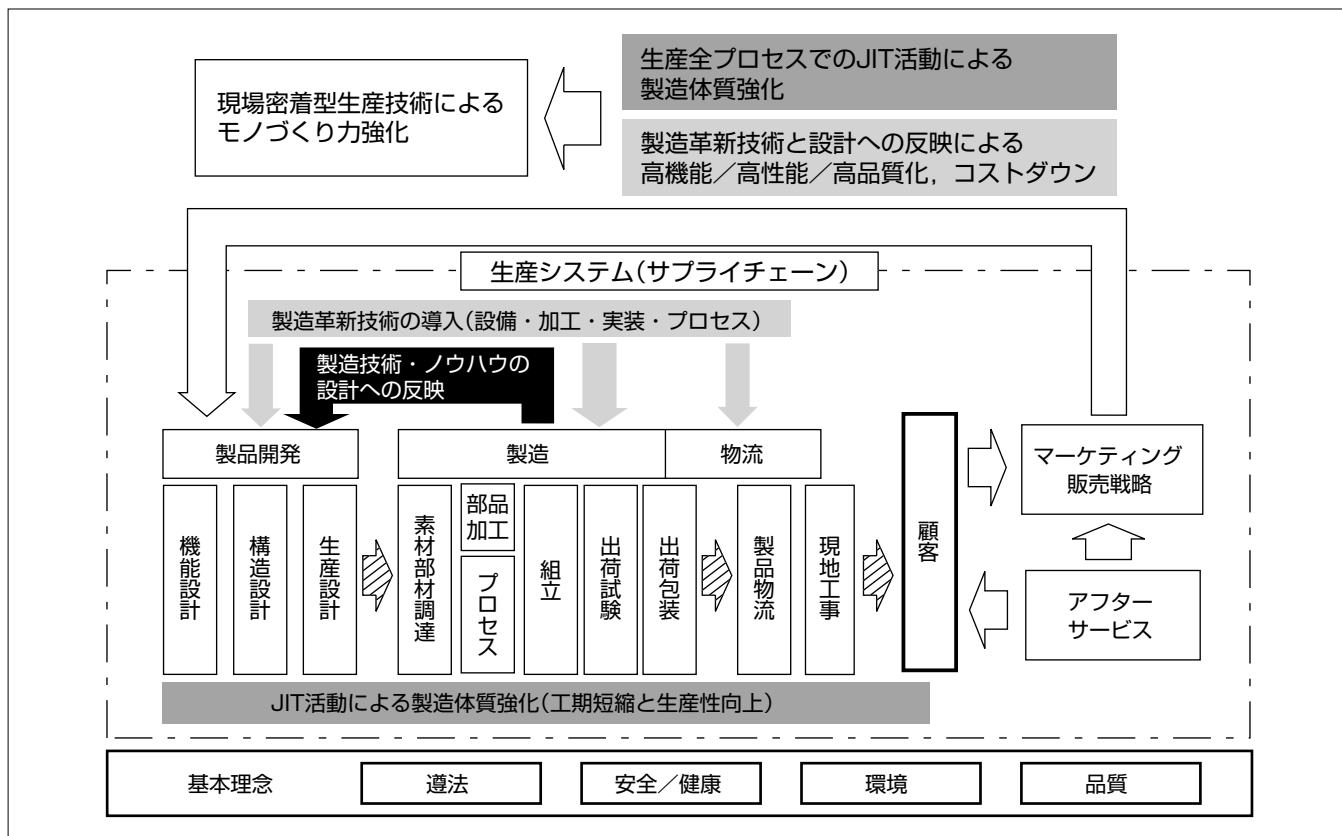 現場密着型生産技術による
モノづくり力強化
生産全プロセスでのJIT活動による
製造体質強化
製造革新技術と設計への反映による
高機能／高性能／高品質化，コストダウン
生産システム（サプライチェーン）
製造革新技術の導入（設備・加工・実装・プロセス）
製造技術・ノウハウの
設計への反映
製品開発
製造
物流
機能設計
構造設計
生産設計
素材部材調達
部品
加工
プロセス
組立
出荷試験
出荷包装
製品物流
現地工事
顧客
マーケティング
販売戦略
アフター
サービス
JIT活動による製造体質強化（工期短縮と生産性向上）
基本理念
遵法
安全／健康
環境
品質